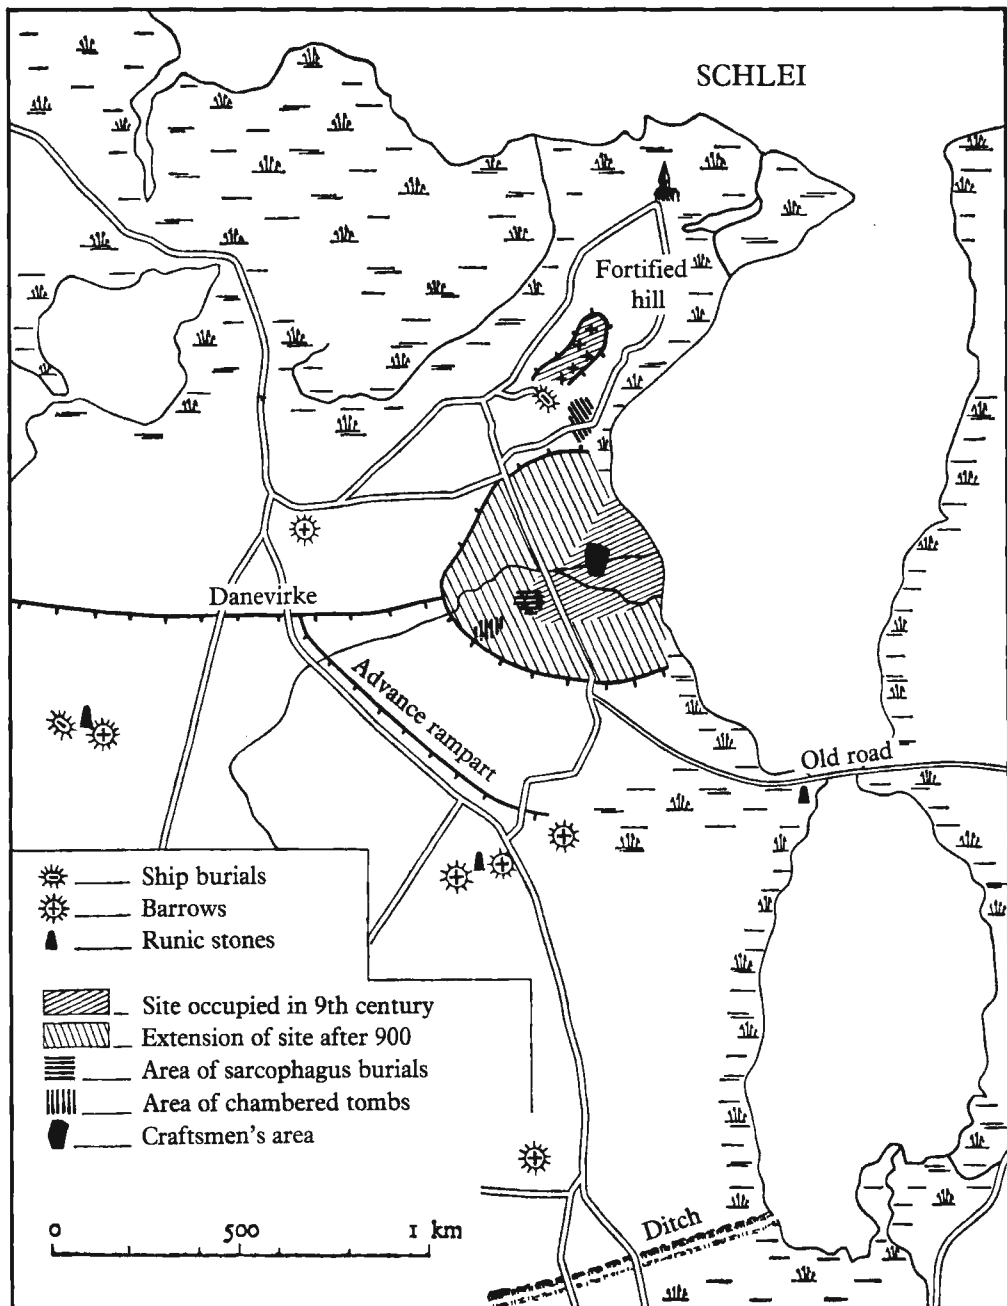 SCHLEI
Fortified
hill
Danevirke
Advance rampart
Old road
Ship burials
Barrows
Runic stones
Site occupied in 9th century
Extension of site after 900
Area of sarcophagus burials
Area of chambered tombs
Craftsmen's area
0 500 1 km
Ditch